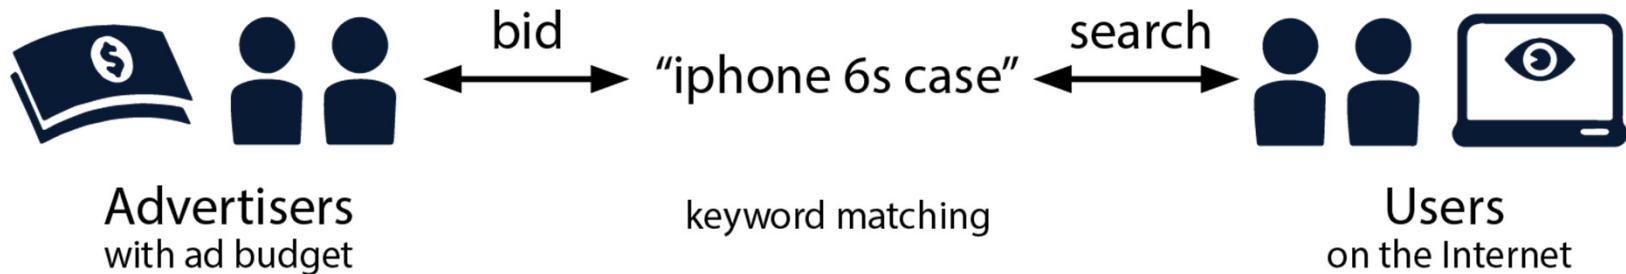 bid
search
“iphone 6s case”
Advertisers
with ad budget
keyword matching
Users
on the Internet
$